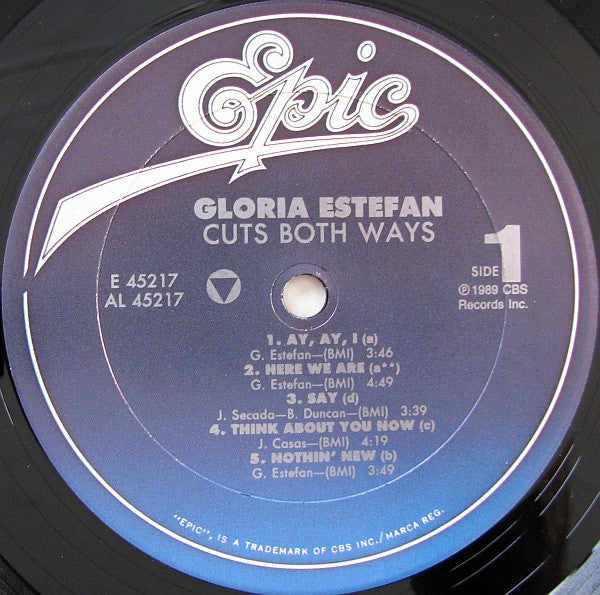 Epic
GLORIA ESTEFAN
CUTS BOTH WAYS
E 45217
AL 45217
SIDE 1
℗ 1989 CBS
Records Inc.
1. AY, AY, I (a)
G. Estefan—(BMI) 3:46
2. HERE WE ARE (a**)
G. Estefan—(BMI) 4:49
3. SAY (d)
J. Secada—B. Duncan—(BMI) 3:39
4. THINK ABOUT YOU NOW (c)
J. Casas—(BMI) 4:19
5. NOTHIN' NEW (b)
G. Estefan—(BMI) 3:49
"EPIC", IS A TRADEMARK OF CBS INC./MARCA REG.